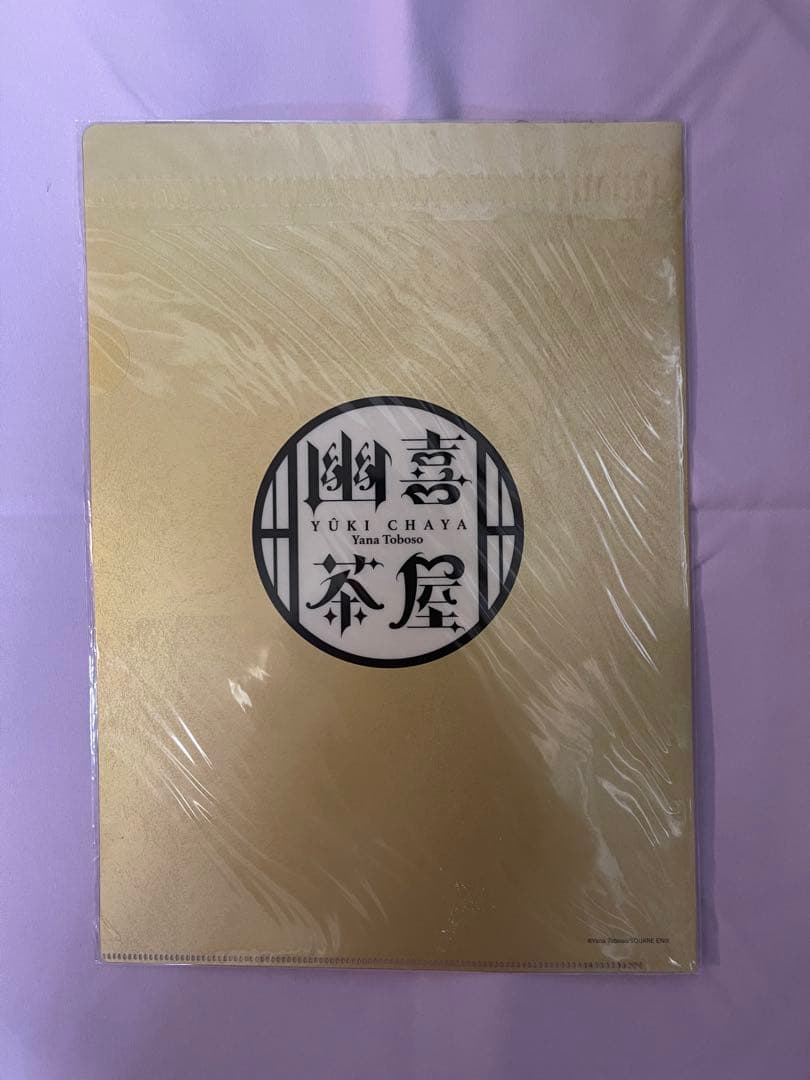 幽喜
YÛKI CHAYA
Yana Toboso
茶屋
©Yana Toboso/SQUARE ENIX